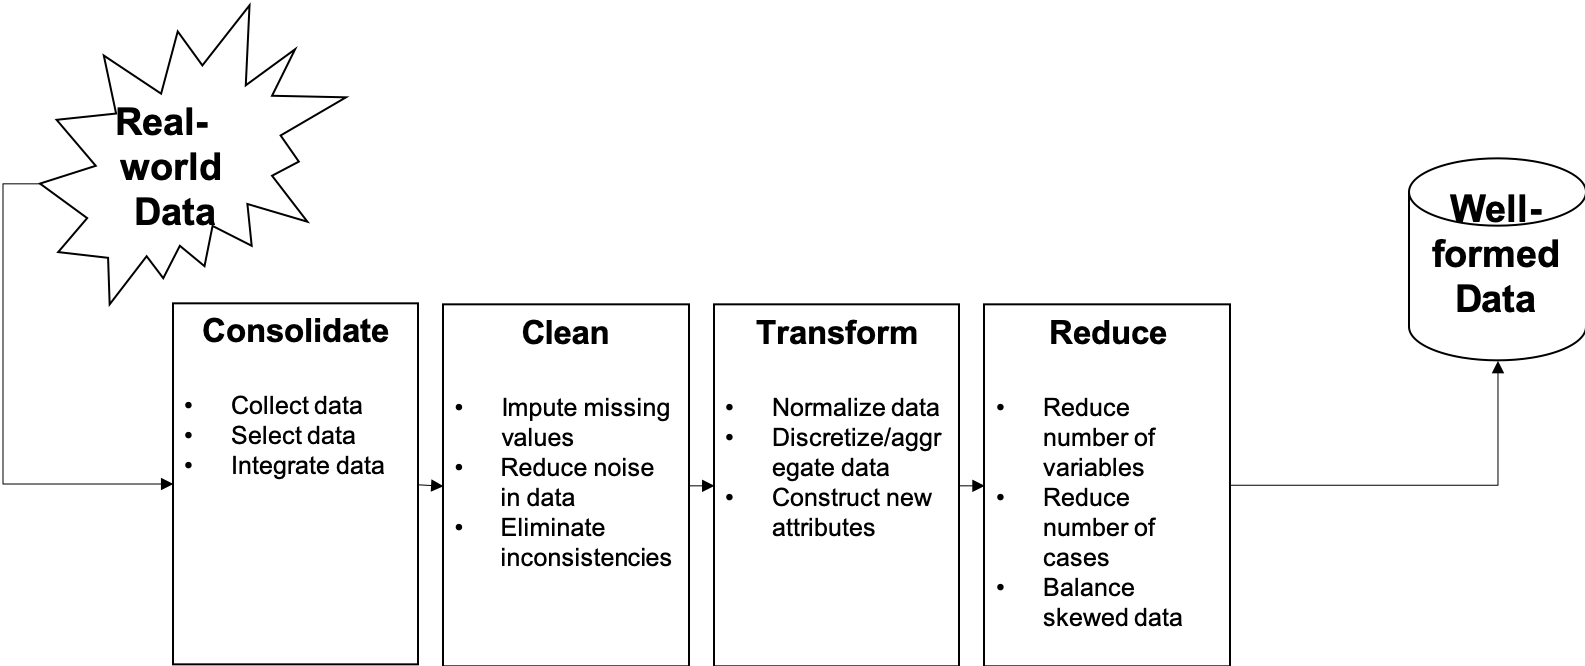 Real-
world
Data
Well-
formed
Data
Consolidate
• Collect data
• Select data
• Integrate data
Clean
• Impute missing
values
• Reduce noise
in data
• Eliminate
inconsistencies
Transform
• Normalize data
• Discretize/aggr
egate data
• Construct new
attributes
Reduce
• Reduce
number of
variables
• Reduce
number of
cases
• Balance
skewed data